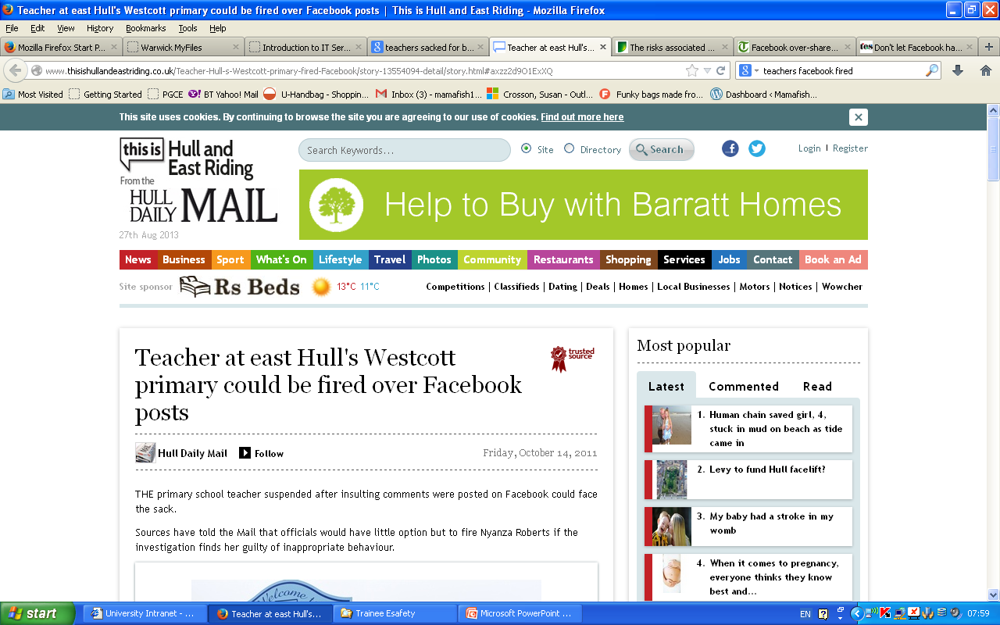 Teacher at east Hull's Westcott primary could be fired over Facebook posts | This is Hull and East Riding - Mozilla Firefox
File Edit View History Bookmarks Tools Help
Mozilla Firefox Start P... Warwick MyFiles Introduction to IT Ser... teachers sacked for b... Teacher at east Hull's... The risks associated ... Facebook over-share... Don't let Facebook ha...
www.thisishullandeastriding.co.uk/Teacher-Hull-s-Westcott-primary-fired-Facebook/story-13554094-detail/story.html#axzz2d9O1ExXQ teachers facebook fired
Most Visited Getting Started PGCE BT Yahoo! Mail U-Handbag - Shoppin... Inbox (3) - mamafish1... Crosson, Susan - Outl... Funky bags made fro... Dashboard ‹ Mamafish...
This site uses cookies. By continuing to browse the site you are agreeing to our use of cookies. Find out more here
this is Hull and East Riding
From the
HULL DAILY MAIL
27th Aug 2013
Search Keywords... Site Directory Search Login | Register
Help to Buy with Barratt Homes
News Business Sport What's On Lifestyle Travel Photos Community Restaurants Shopping Services Jobs Contact Book an Ad
Site sponsor Rs Beds 13°C 11°C Competitions | Classifieds | Dating | Deals | Homes | Local Businesses | Motors | Notices | Wowcher
Teacher at east Hull's Westcott
primary could be fired over Facebook
posts
trusted source
Hull Daily Mail Follow Friday, October 14, 2011
THE primary school teacher suspended after insulting comments were posted on Facebook could face
the sack.
Sources have told the Mail that officials would have little option but to fire Nyanza Roberts if the
investigation finds her guilty of inappropriate behaviour.
Welcome
Most popular
Latest Commented Read
1. Human chain saved girl, 4,
stuck in mud on beach as tide
came in
2. Levy to fund Hull facelift?
3. My baby had a stroke in my
womb
4. When it comes to pregnancy,
everyone thinks they know
best and...
start University Intranet - ... Teacher at east Hull's... Trainee Esafety Microsoft PowerPoint ... EN 07:59